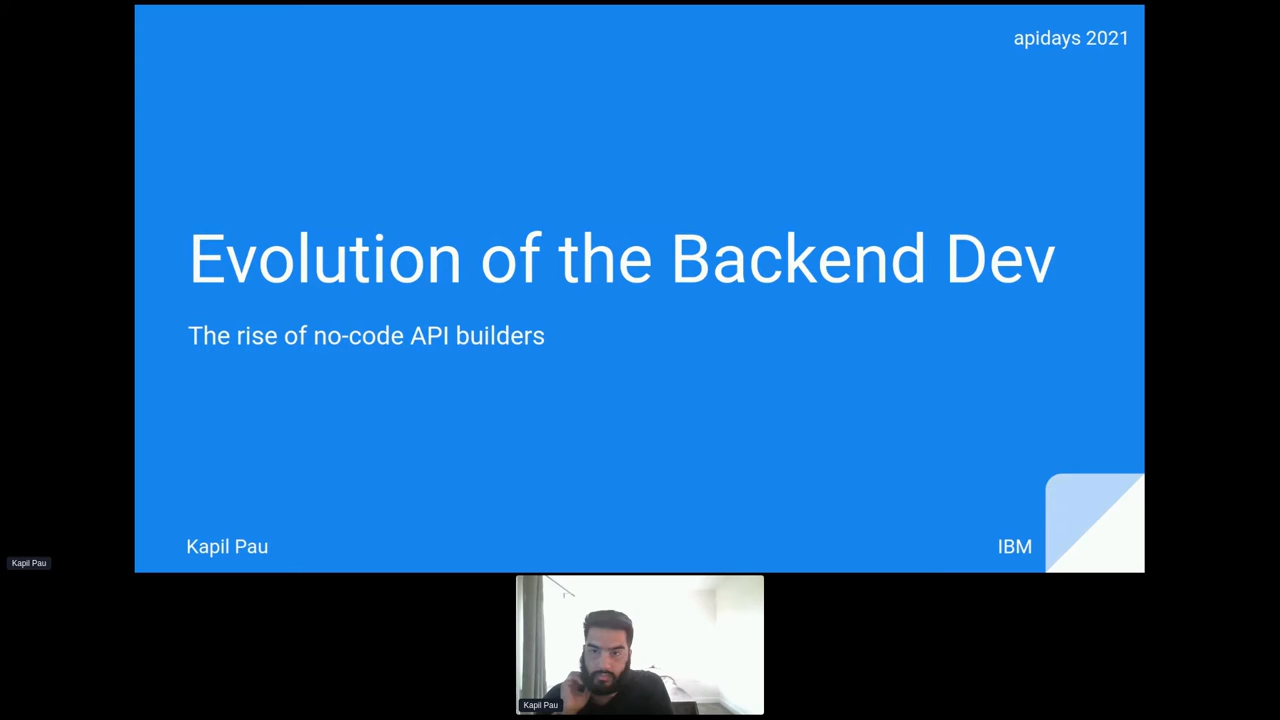 apidays 2021
Evolution of the Backend Dev
The rise of no-code API builders
Kapil Pau
IBM
Kapil Pau
Kapil Pau